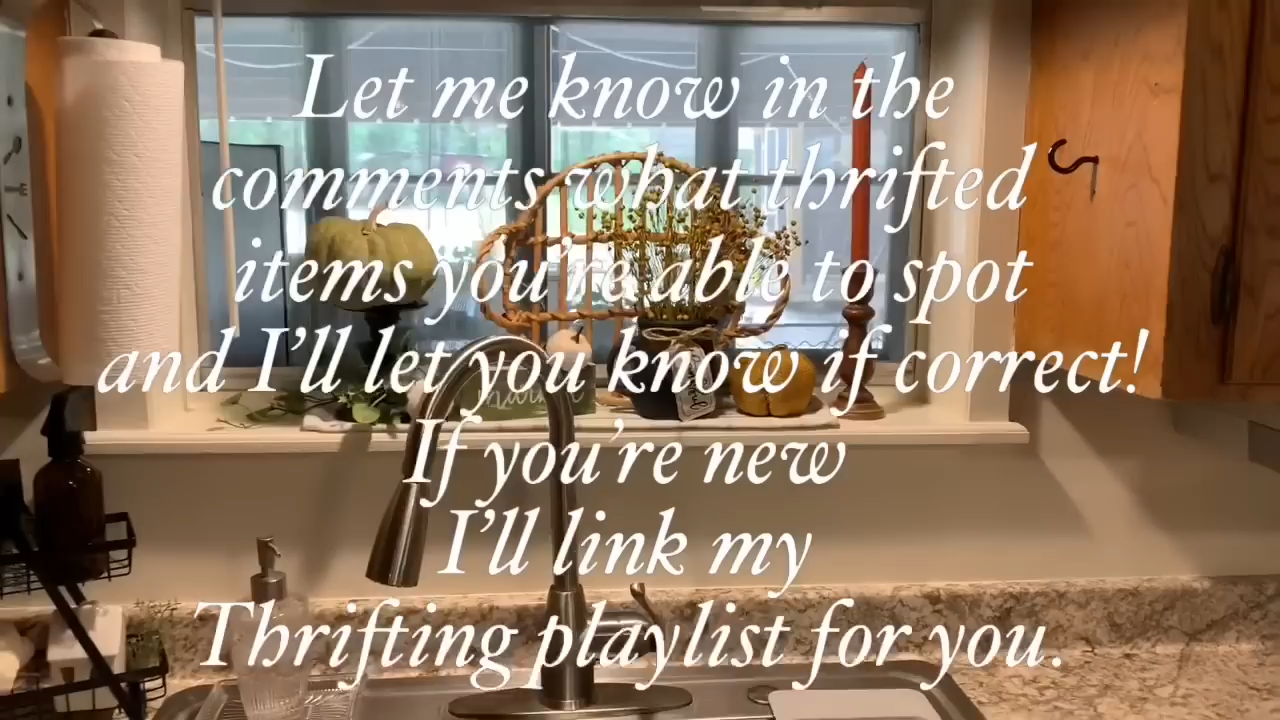 Let me know in the
comments what thrifted
items you're able to spot
and I'll let you know if correct!
If you're new
I'll link my
Thrifting playlist for you.